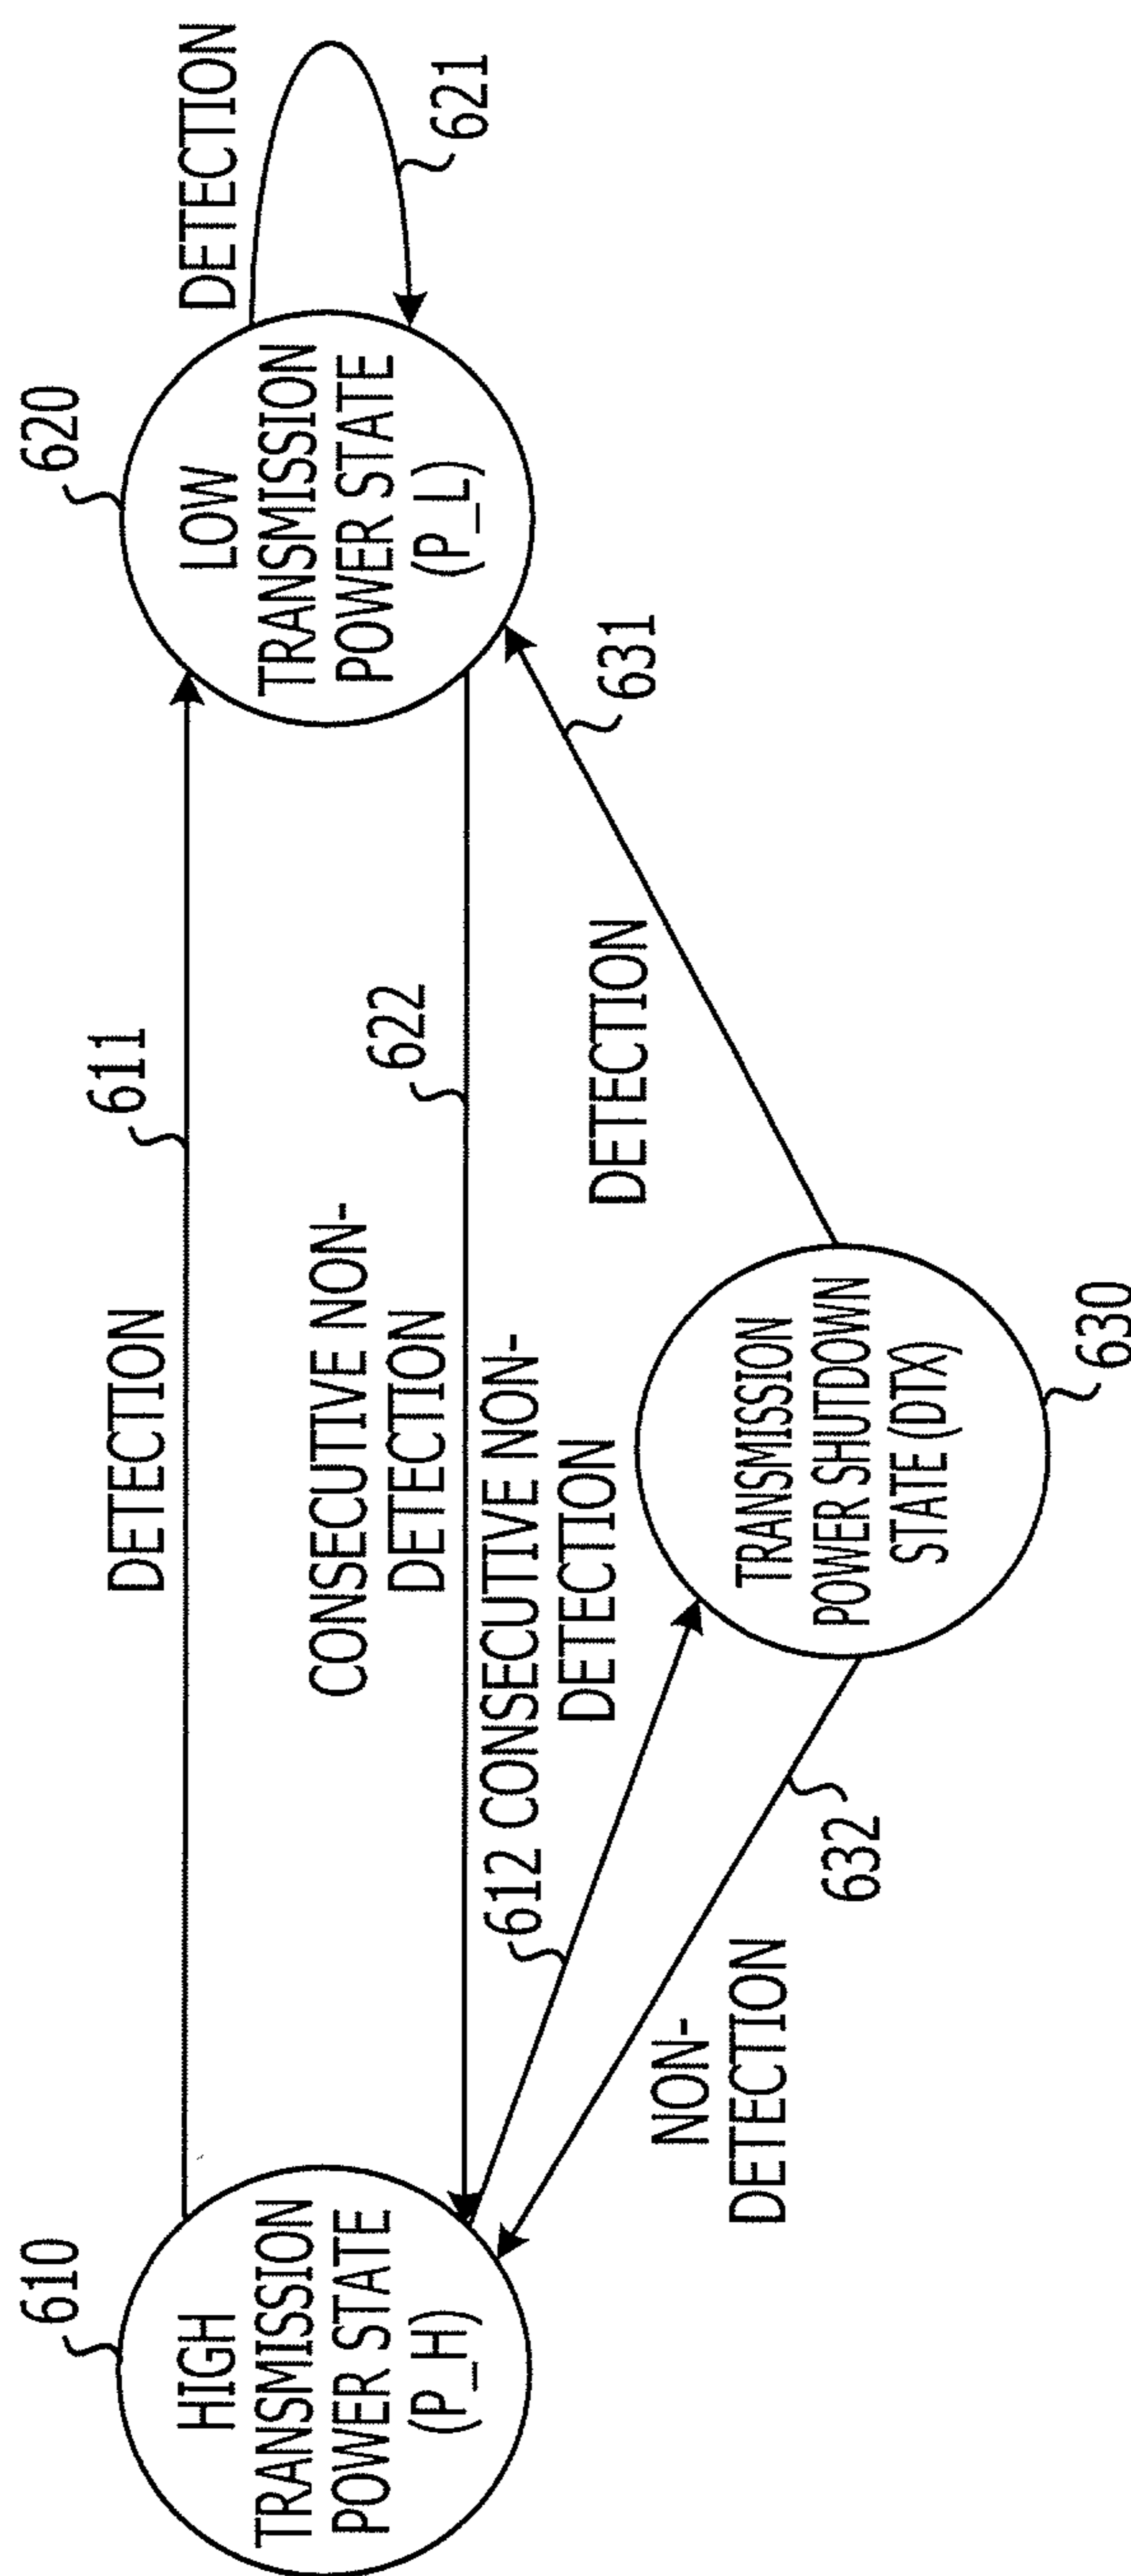 610
HIGH
TRANSMISSION
POWER STATE
(P_H)
DETECTION
611
620
LOW
TRANSMISSION
POWER STATE
(P_L)
DETECTION
621
CONSECUTIVE NON-
DETECTION
622
612 CONSECUTIVE NON-
DETECTION
DETECTION
631
NON-
DETECTION
632
TRANSMISSION
POWER SHUTDOWN
STATE (DTX)
630